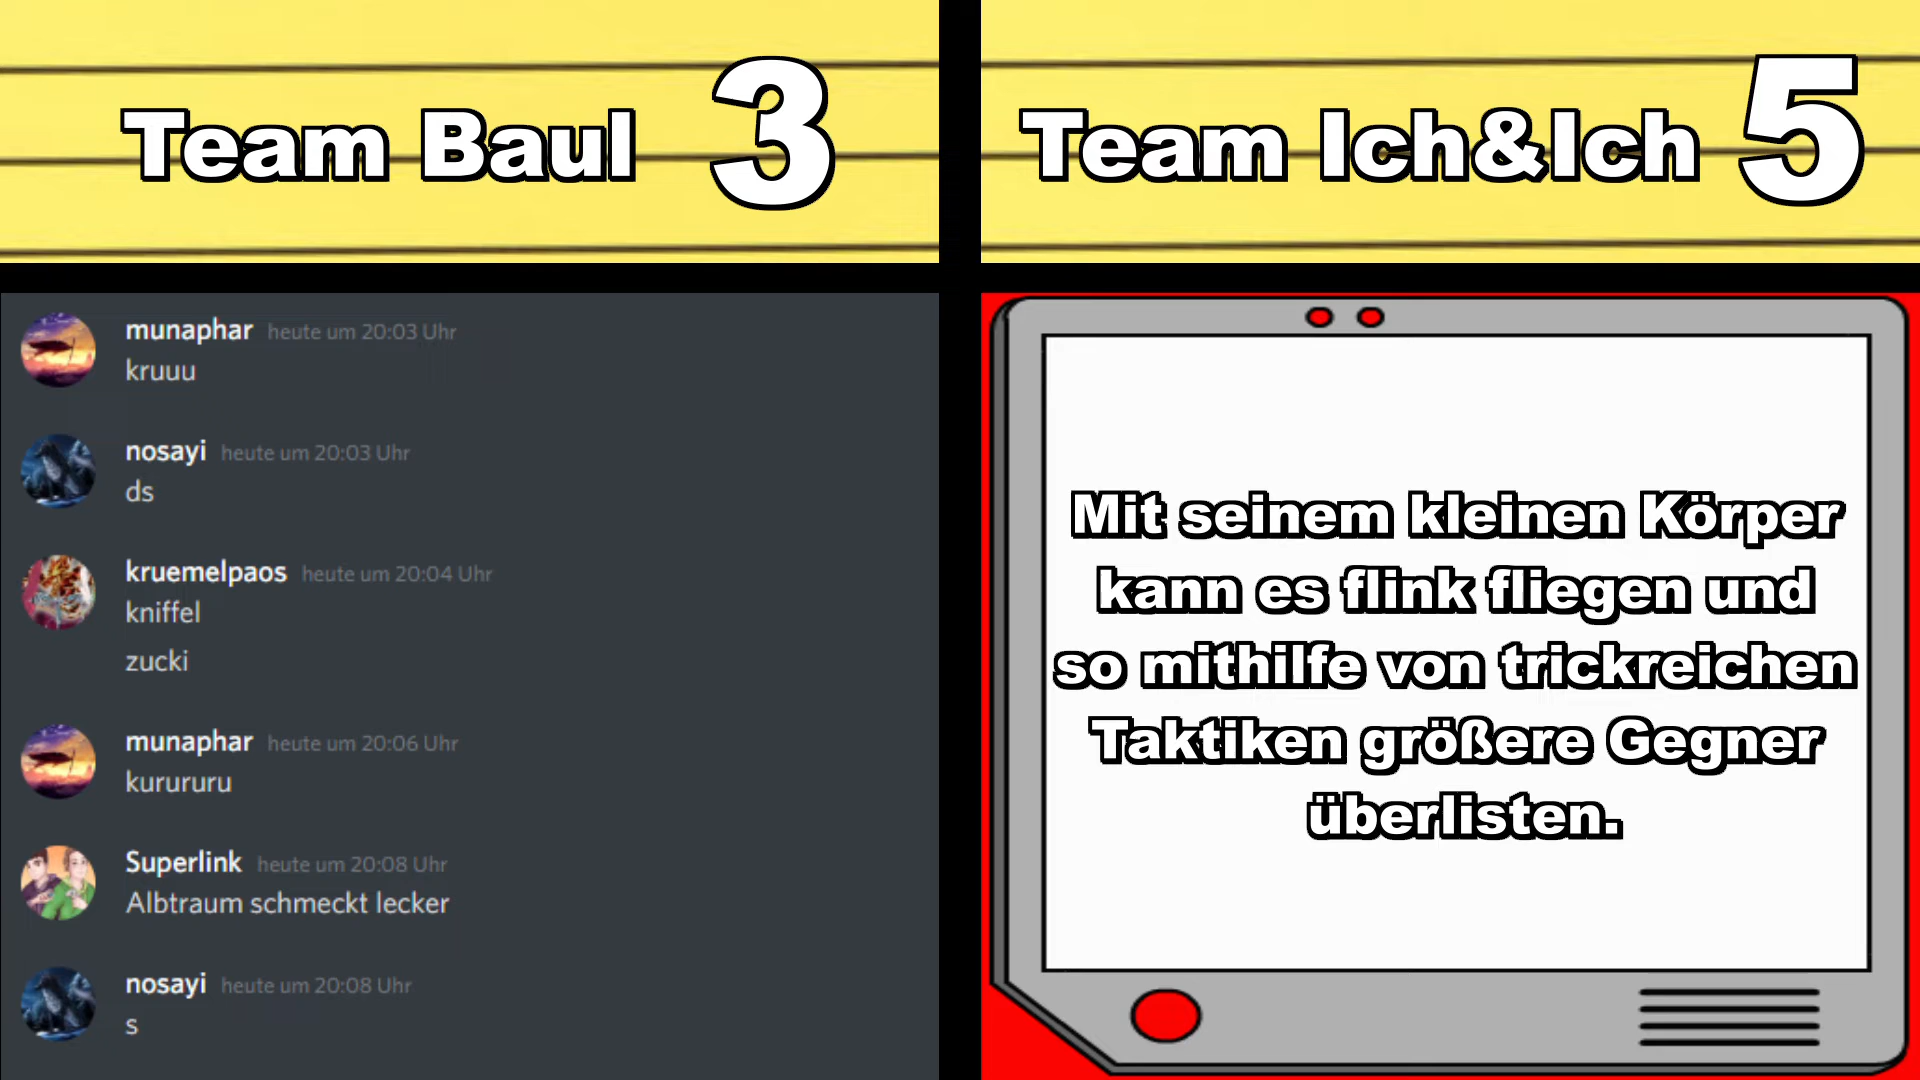 Team Baul 3
Team Ich&Ich 5
munaphar heute um 20:03 Uhr
kruuu
nosayi heute um 20:03 Uhr
ds
kruemelpaos heute um 20:04 Uhr
kniffel
zucki
munaphar heute um 20:06 Uhr
kurururu
Superlink heute um 20:08 Uhr
Albtraum schmeckt lecker
nosayi heute um 20:08 Uhr
s
Mit seinem kleinen Körper
kann es flink fliegen und
so mithilfe von trickreichen
Taktiken größere Gegner
überlisten.